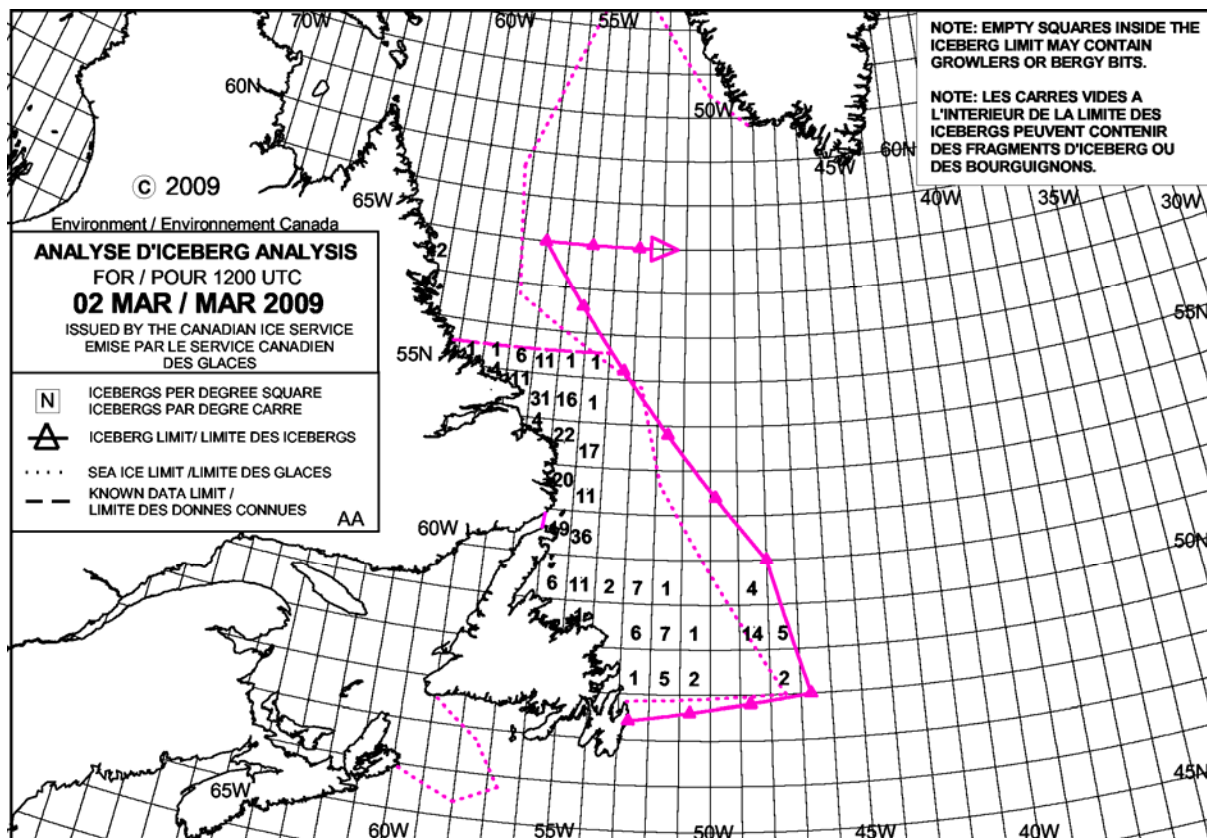 70W
60W
55W
NOTE: EMPTY SQUARES INSIDE THE
ICEBERG LIMIT MAY CONTAIN
GROWLERS OR BERGY BITS.
NOTE: LES CARRES VIDES A
L'INTERIEUR DE LA LIMITE DES
ICEBERGS PEUVENT CONTENIR
DES FRAGMENTS D'ICEBERG OU
DES BOURGUIGNONS.
60N
50W
60N
45W
40W
35W
30W
65W
© 2009
Environment / Environnement Canada
ANALYSE D'ICEBERG ANALYSIS
FOR / POUR 1200 UTC
02 MAR / MAR 2009
ISSUED BY THE CANADIAN ICE SERVICE
EMISE PAR LE SERVICE CANADIEN
DES GLACES
N
ICEBERGS PER DEGREE SQUARE
ICEBERGS PAR DEGRE CARRE
ICEBERG LIMIT/ LIMITE DES ICEBERGS
SEA ICE LIMIT /LIMITE DES GLACES
KNOWN DATA LIMIT /
LIMITE DES DONNES CONNUES
AA
2
55N
55N
1 1 6 11 1 1
4 11
31 16 1
4
22
17
20
11
60W
49
36
50N
6 11 2 7 1 4
1
6 7 1 14 5
1 5 2 2
45N
65W
60W
55W
50W
45W
40W